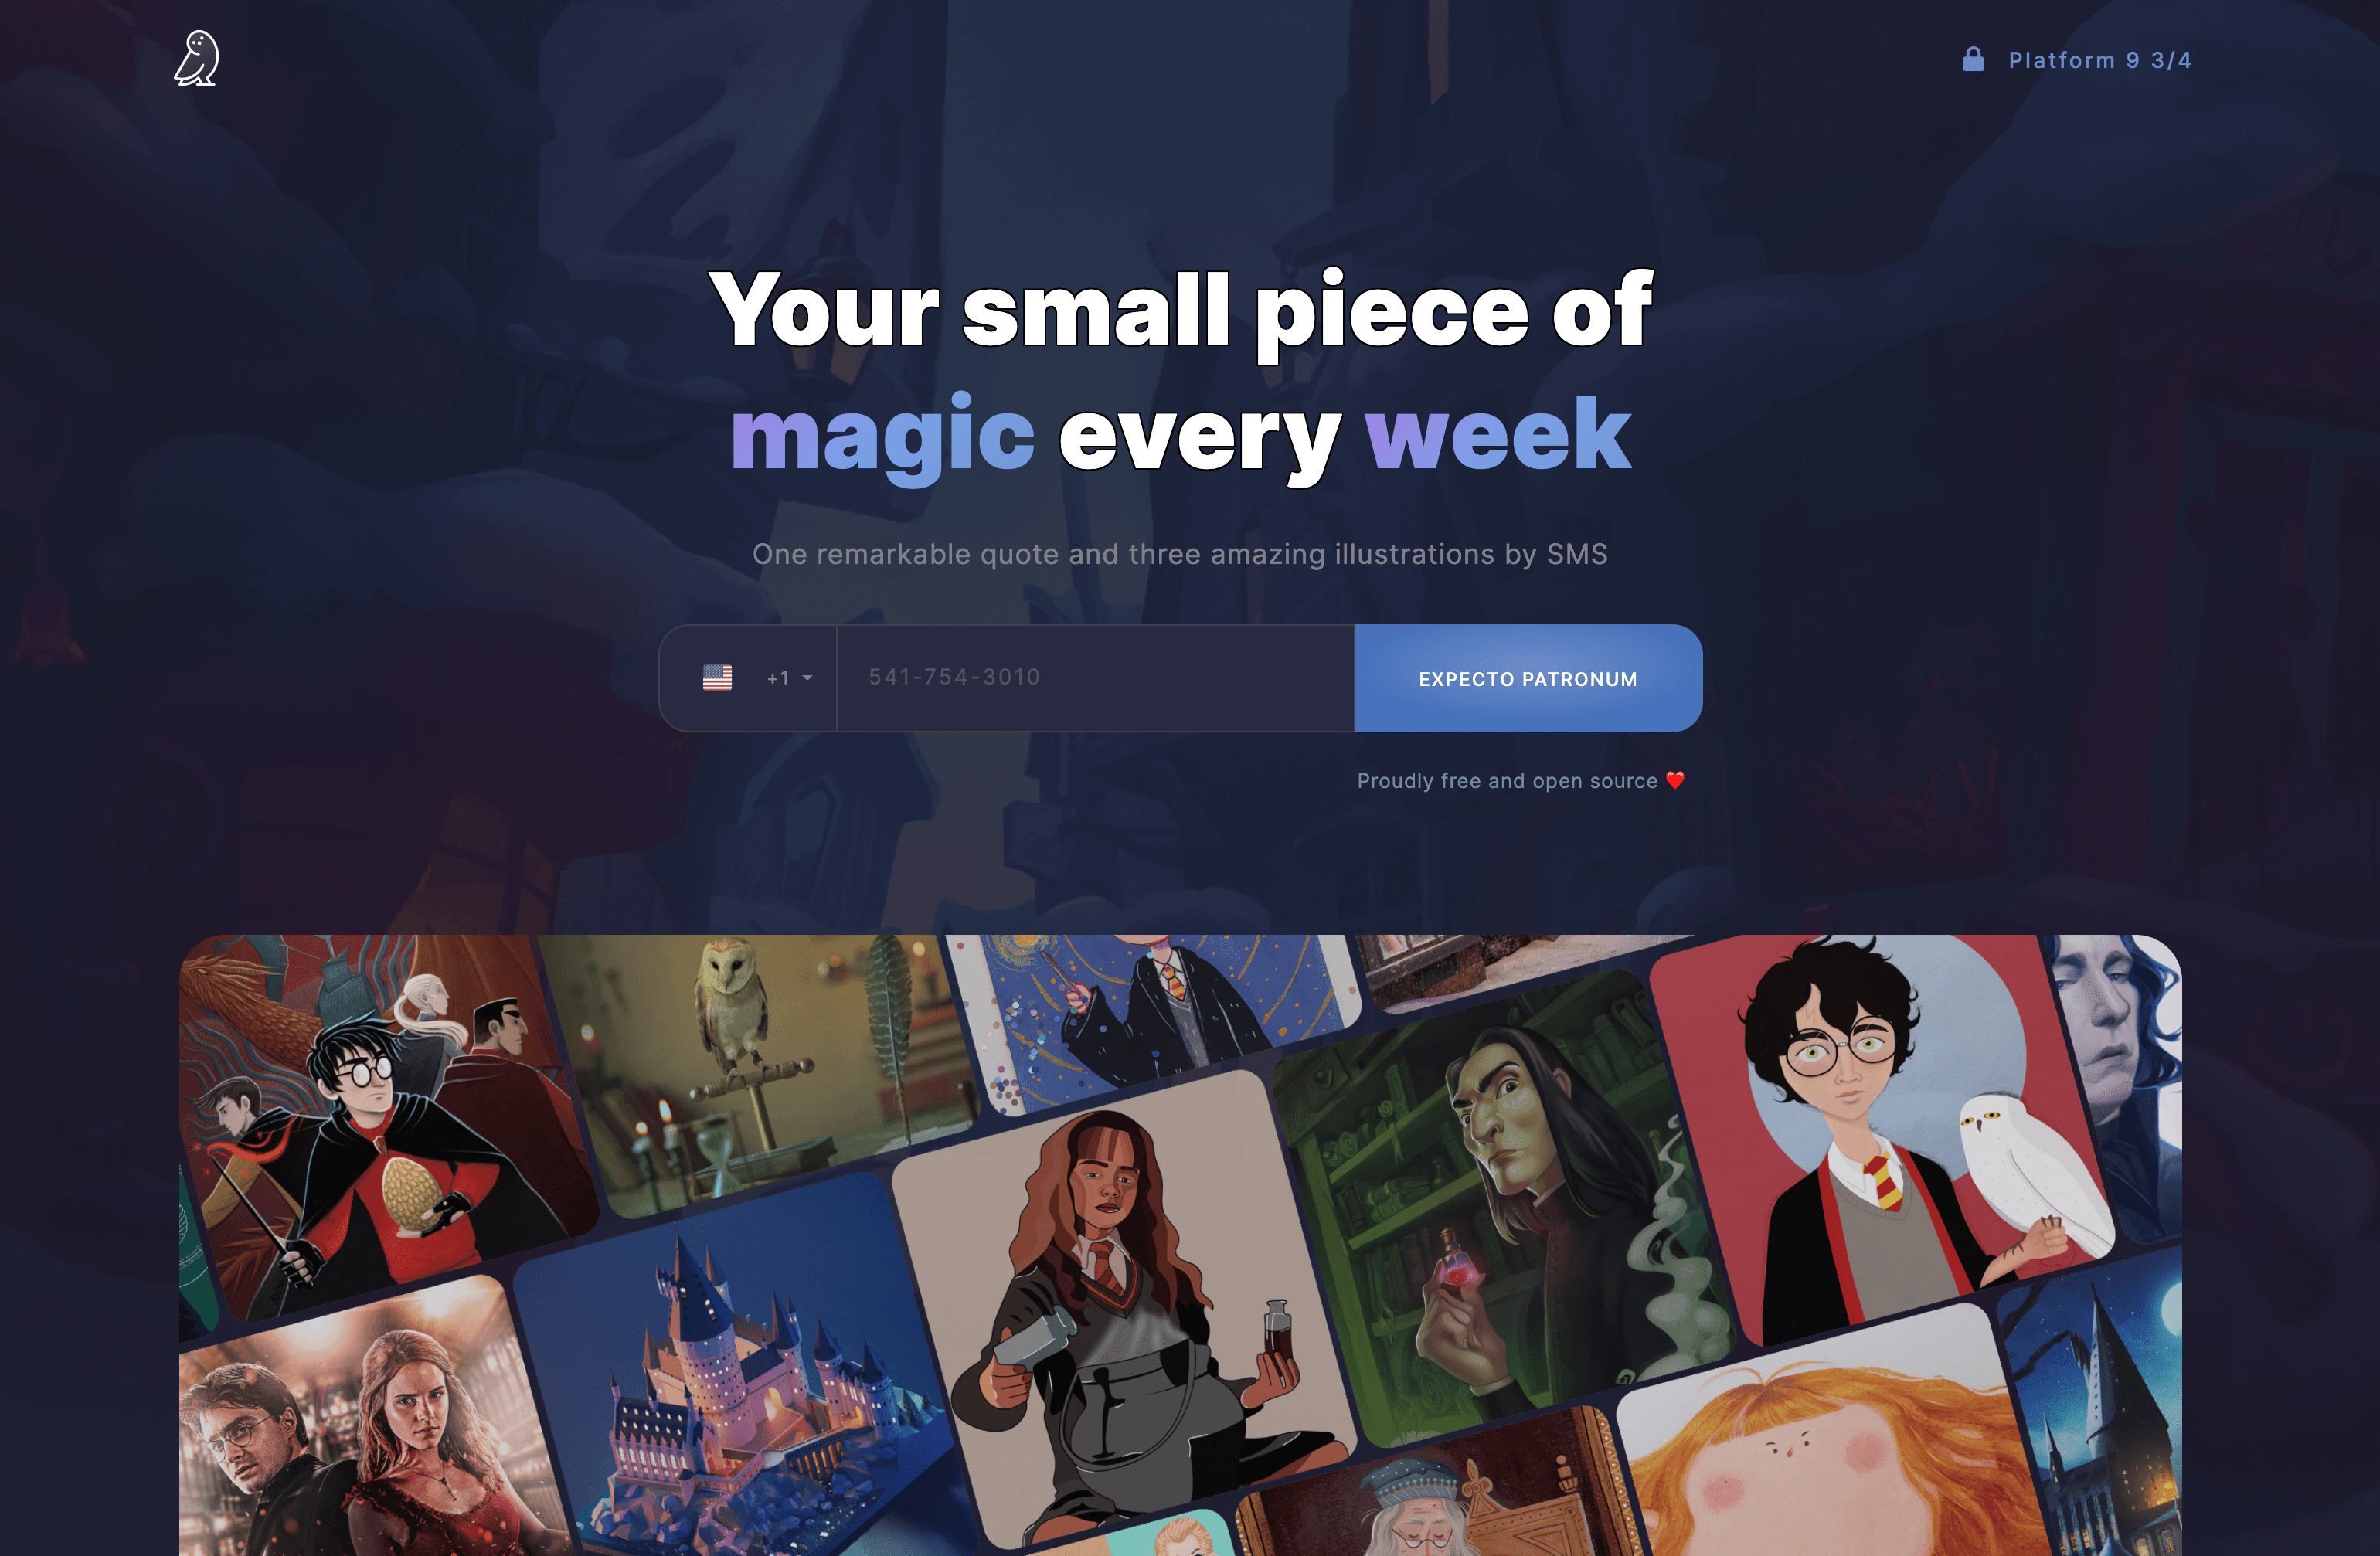 Platform 9 3/4
Your small piece of
magic every week
One remarkable quote and three amazing illustrations by SMS
+1
541-754-3010
EXPECTO PATRONUM
Proudly free and open source ❤️